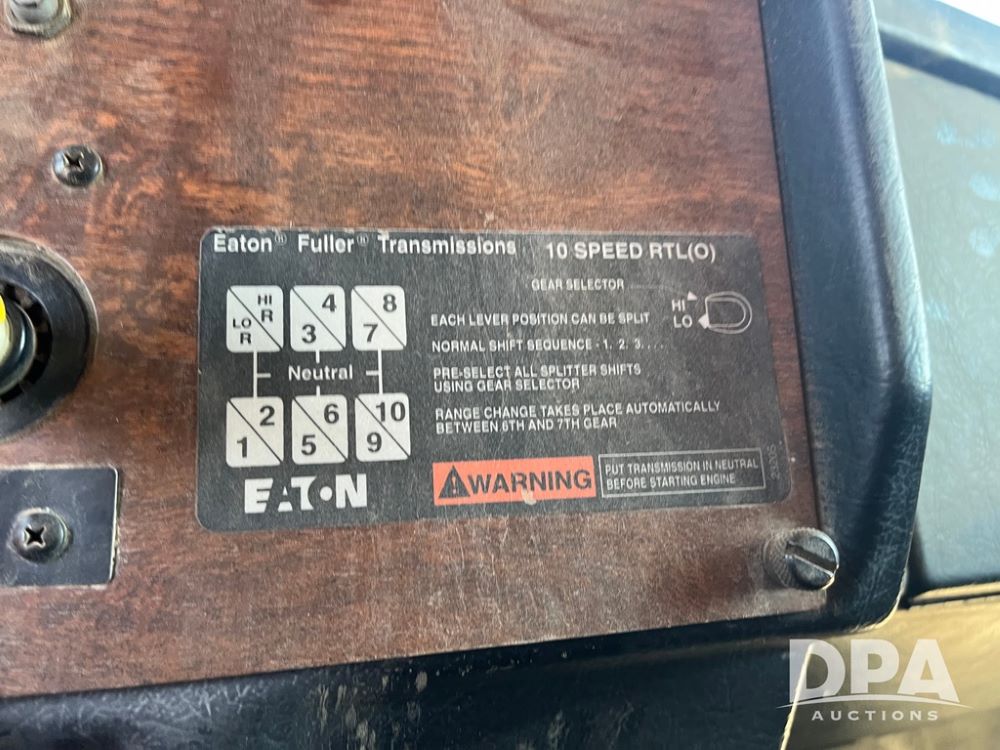 Eaton® Fuller® Transmissions 10 SPEED RTL(O)
GEAR SELECTOR
HI
LO
LO R HI R
3 4
7 8
EACH LEVER POSITION CAN BE SPLIT
NORMAL SHIFT SEQUENCE - 1, 2, 3, . . .
Neutral
PRE-SELECT ALL SPLITTER SHIFTS
USING GEAR SELECTOR
1 2
5 6
9 10
RANGE CHANGE TAKES PLACE AUTOMATICALLY
BETWEEN 6TH AND 7TH GEAR
EATON
WARNING
PUT TRANSMISSION IN NEUTRAL
BEFORE STARTING ENGINE
DPA
AUCTIONS